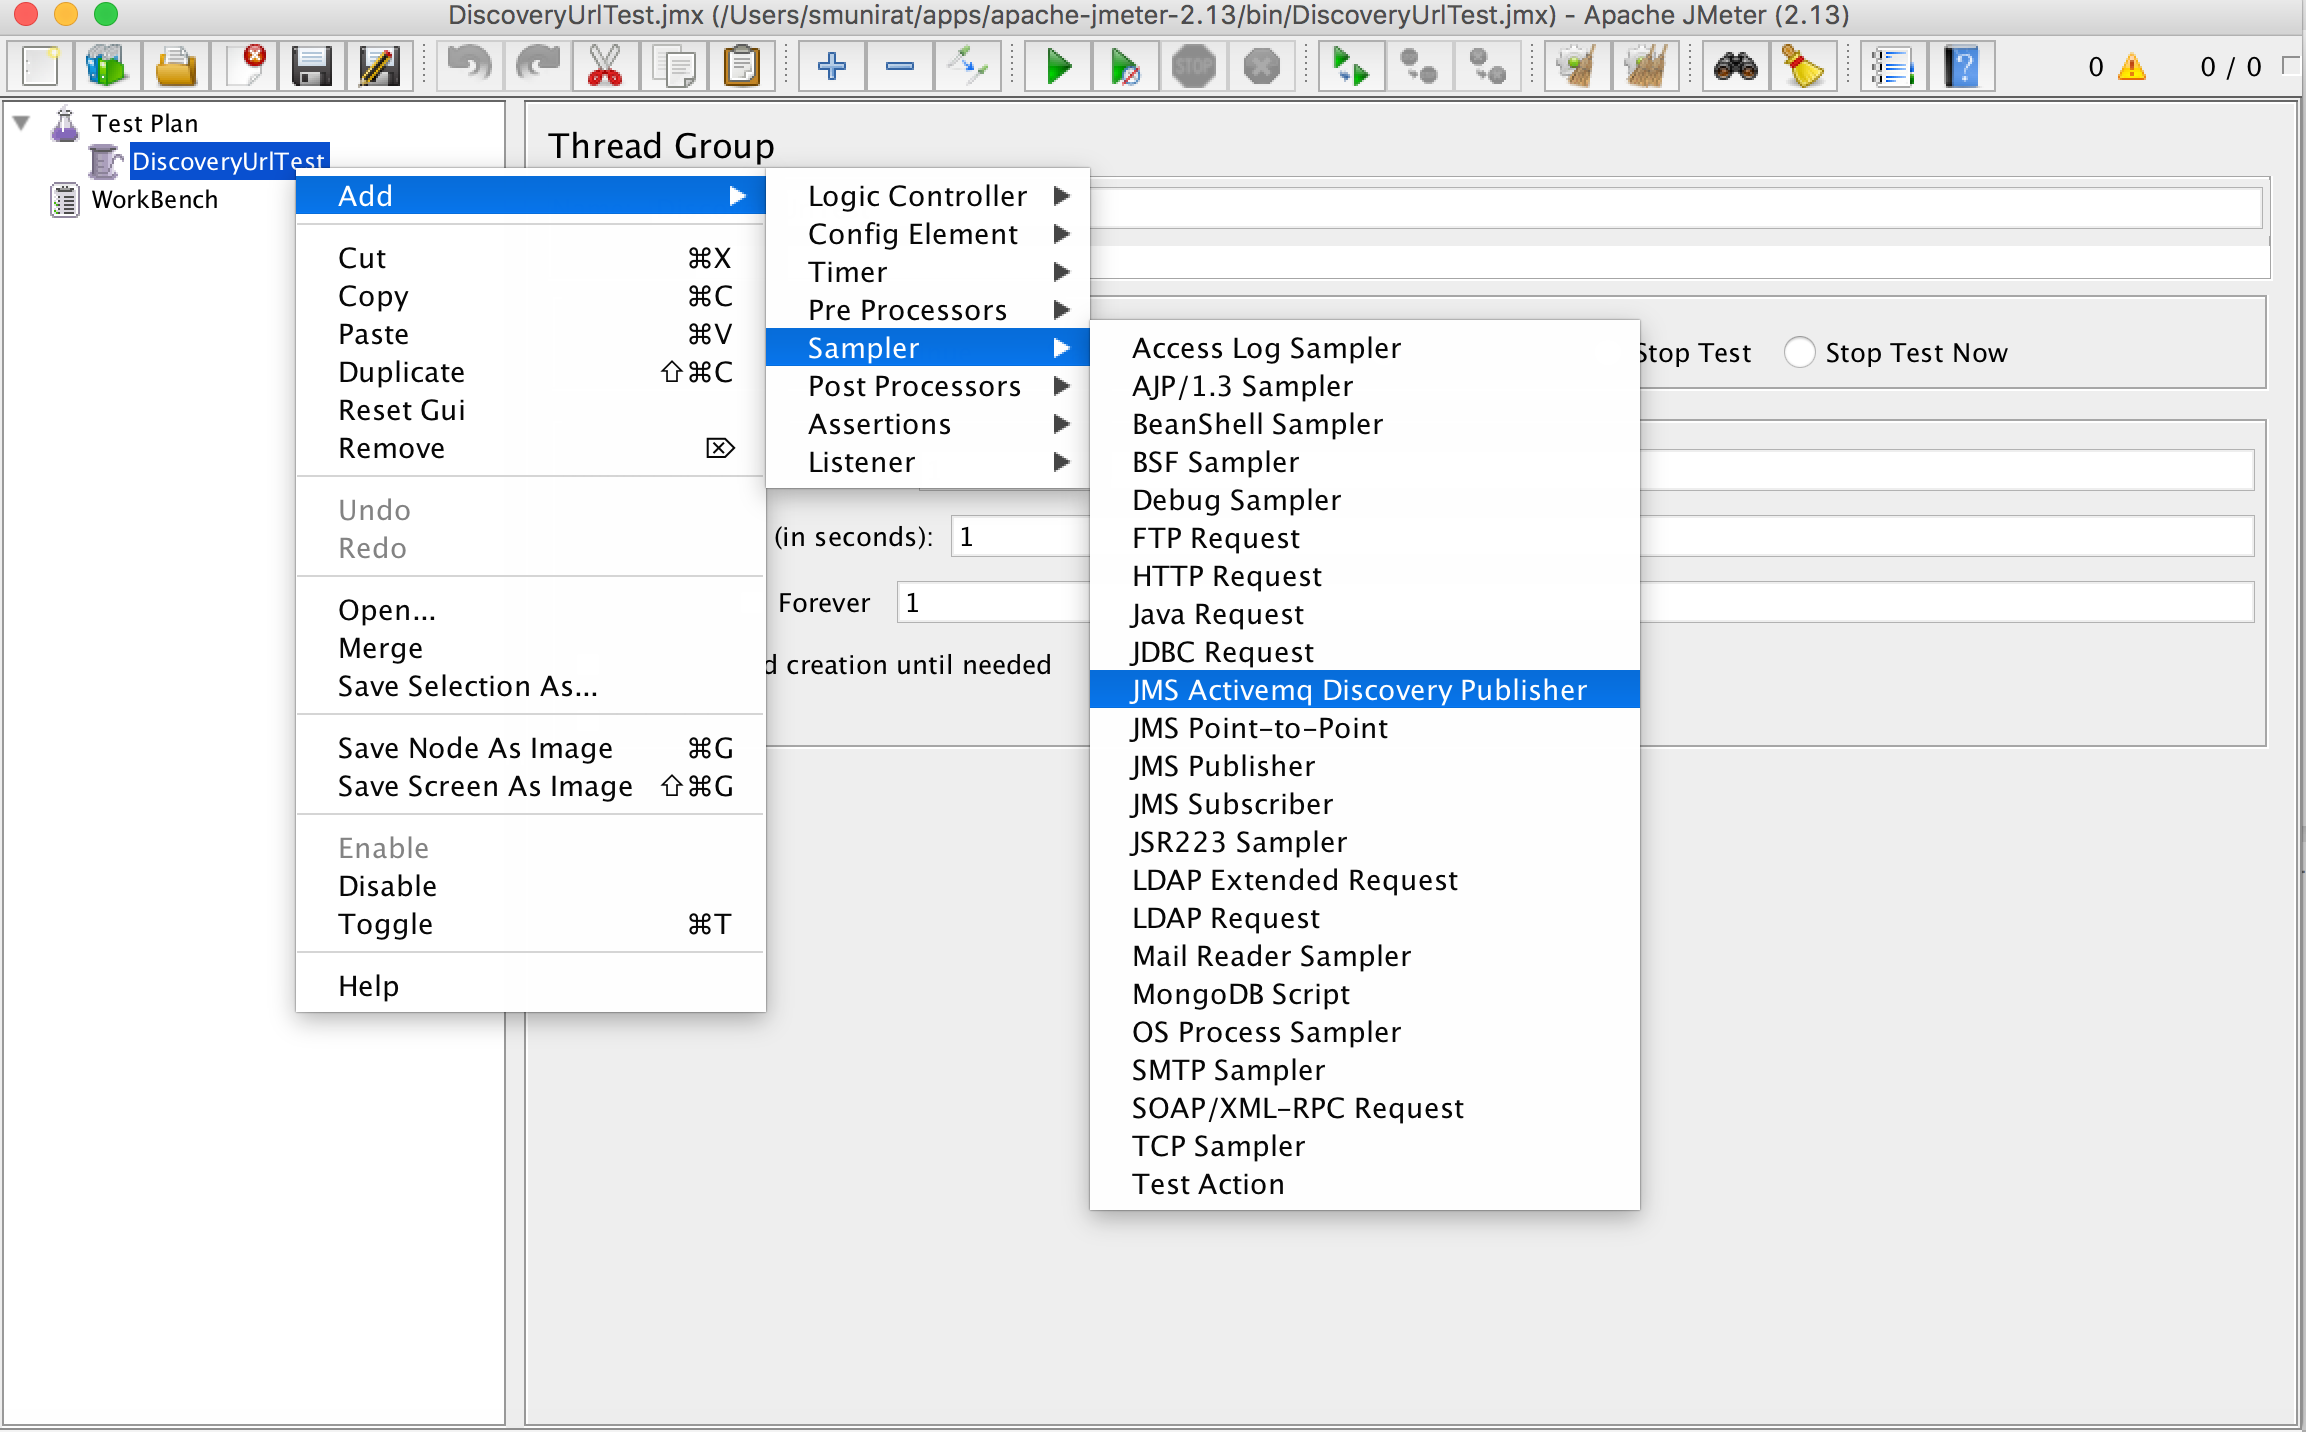 DiscoveryUrlTest.jmx (/Users/smunirat/apps/apache-jmeter-2.13/bin/DiscoveryUrlTest.jmx) - Apache JMeter (2.13)
STOP
0
0 / 0
Test Plan
DiscoveryUrlTest
WorkBench
Thread Group
Add
Cut ⌘X
Copy ⌘C
Paste ⌘V
Duplicate ⇧⌘C
Reset Gui
Remove ⌦
Undo
Redo
Open...
Merge
Save Selection As...
Save Node As Image ⌘G
Save Screen As Image ⇧⌘G
Enable
Disable
Toggle ⌘T
Help
Logic Controller
Config Element
Timer
Pre Processors
Sampler
Post Processors
Assertions
Listener
Access Log Sampler
AJP/1.3 Sampler
BeanShell Sampler
BSF Sampler
Debug Sampler
FTP Request
HTTP Request
Java Request
JDBC Request
JMS Activemq Discovery Publisher
JMS Point-to-Point
JMS Publisher
JMS Subscriber
JSR223 Sampler
LDAP Extended Request
LDAP Request
Mail Reader Sampler
MongoDB Script
OS Process Sampler
SMTP Sampler
SOAP/XML-RPC Request
TCP Sampler
Test Action
Stop Test
Stop Test Now
(in seconds): 1
Forever 1
d creation until needed